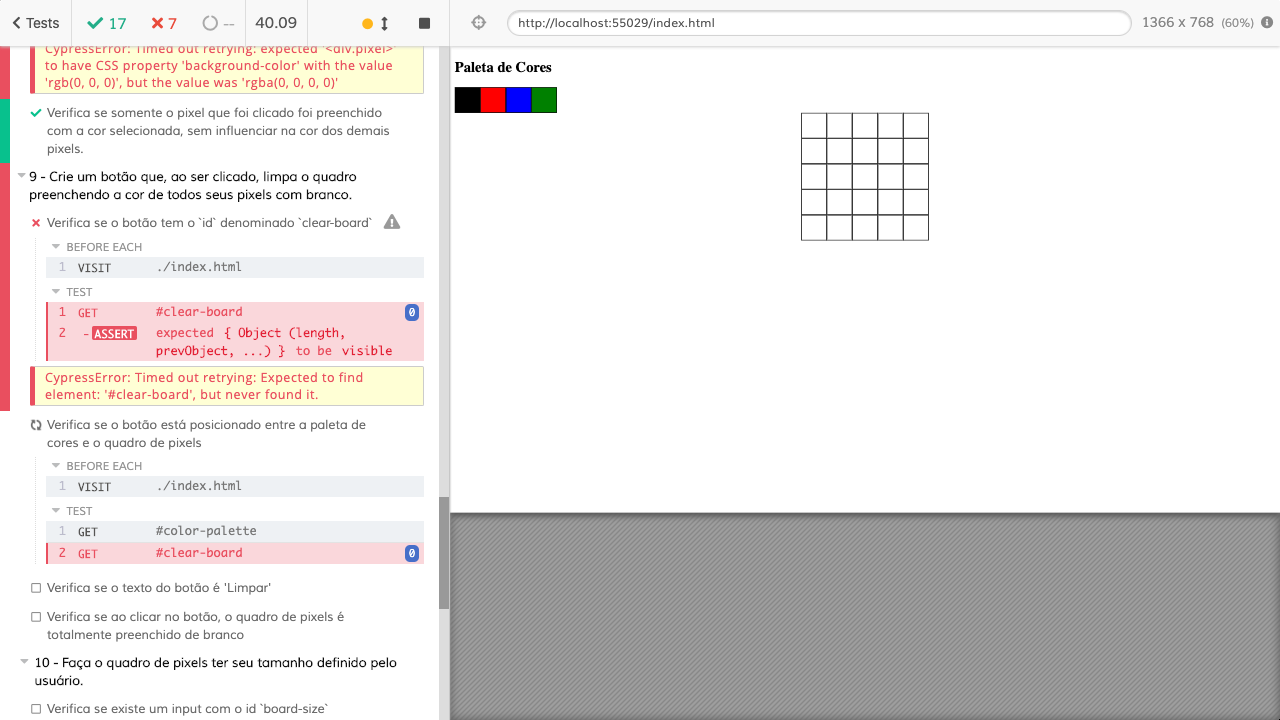 Tests
17
7
--
40.09
http://localhost:55029/index.html
1366 x 768 (60%)
CypressError: Timed out retrying: expected '<div.pixel>'
to have CSS property 'background-color' with the value
'rgb(0, 0, 0)', but the value was 'rgba(0, 0, 0, 0)'
Verifica se somente o pixel que foi clicado foi preenchido
com a cor selecionada, sem influenciar na cor dos demais
pixels.
9 - Crie um botão que, ao ser clicado, limpa o quadro
preenchendo a cor de todos seus pixels com branco.
Verifica se o botão tem o `id` denominado `clear-board`
BEFORE EACH
1 VISIT ./index.html
TEST
1 GET #clear-board 0
2 -ASSERT expected { Object (length,
prevObject, ...) } to be visible
CypressError: Timed out retrying: Expected to find
element: '#clear-board', but never found it.
Verifica se o botão está posicionado entre a paleta de
cores e o quadro de pixels
BEFORE EACH
1 VISIT ./index.html
TEST
1 GET #color-palette
2 GET #clear-board 0
Verifica se o texto do botão é 'Limpar'
Verifica se ao clicar no botão, o quadro de pixels é
totalmente preenchido de branco
10 - Faça o quadro de pixels ter seu tamanho definido pelo
usuário.
Verifica se existe um input com o id `board-size`
Paleta de Cores